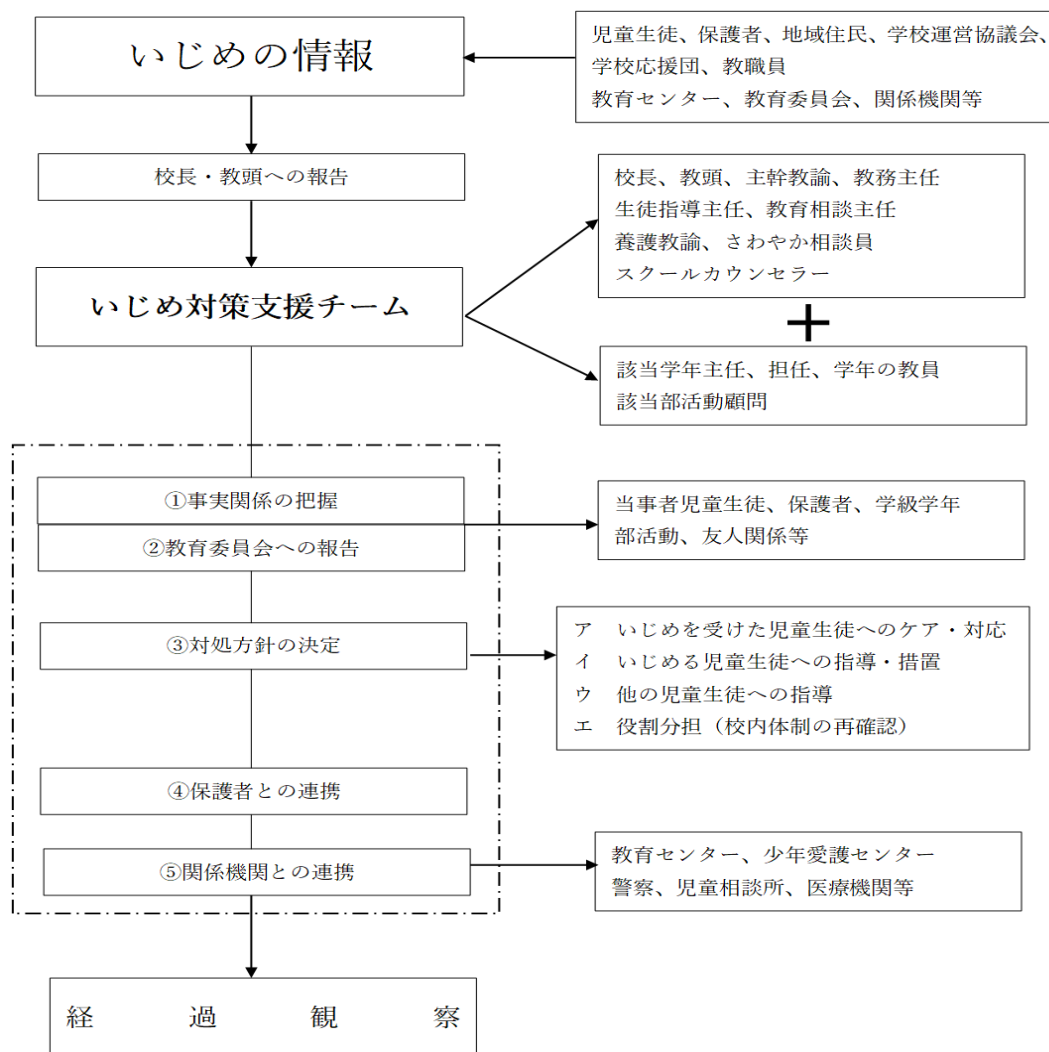 いじめの情報
児童生徒、保護者、地域住民、学校運営協議会、
学校応援団、教職員
教育センター、教育委員会、関係機関等
校長・教頭への報告
校長、教頭、主幹教諭、教務主任
生徒指導主任、教育相談主任
養護教諭、さわやか相談員
スクールカウンセラー
いじめ対策支援チーム
＋
該当学年主任、担任、学年の教員
該当部活動顧問
①事実関係の把握
②教育委員会への報告
当事者児童生徒、保護者、学級学年
部活動、友人関係等
③対処方針の決定
ア　いじめを受けた児童生徒へのケア・対応
イ　いじめる児童生徒への指導・措置
ウ　他の児童生徒への指導
エ　役割分担（校内体制の再確認）
④保護者との連携
⑤関係機関との連携
教育センター、少年愛護センター
警察、児童相談所、医療機関等
経　過　観　察